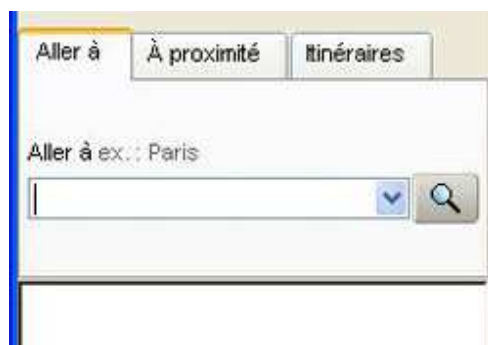 Aller à À proximité Itinéraires
Aller à ex. : Paris